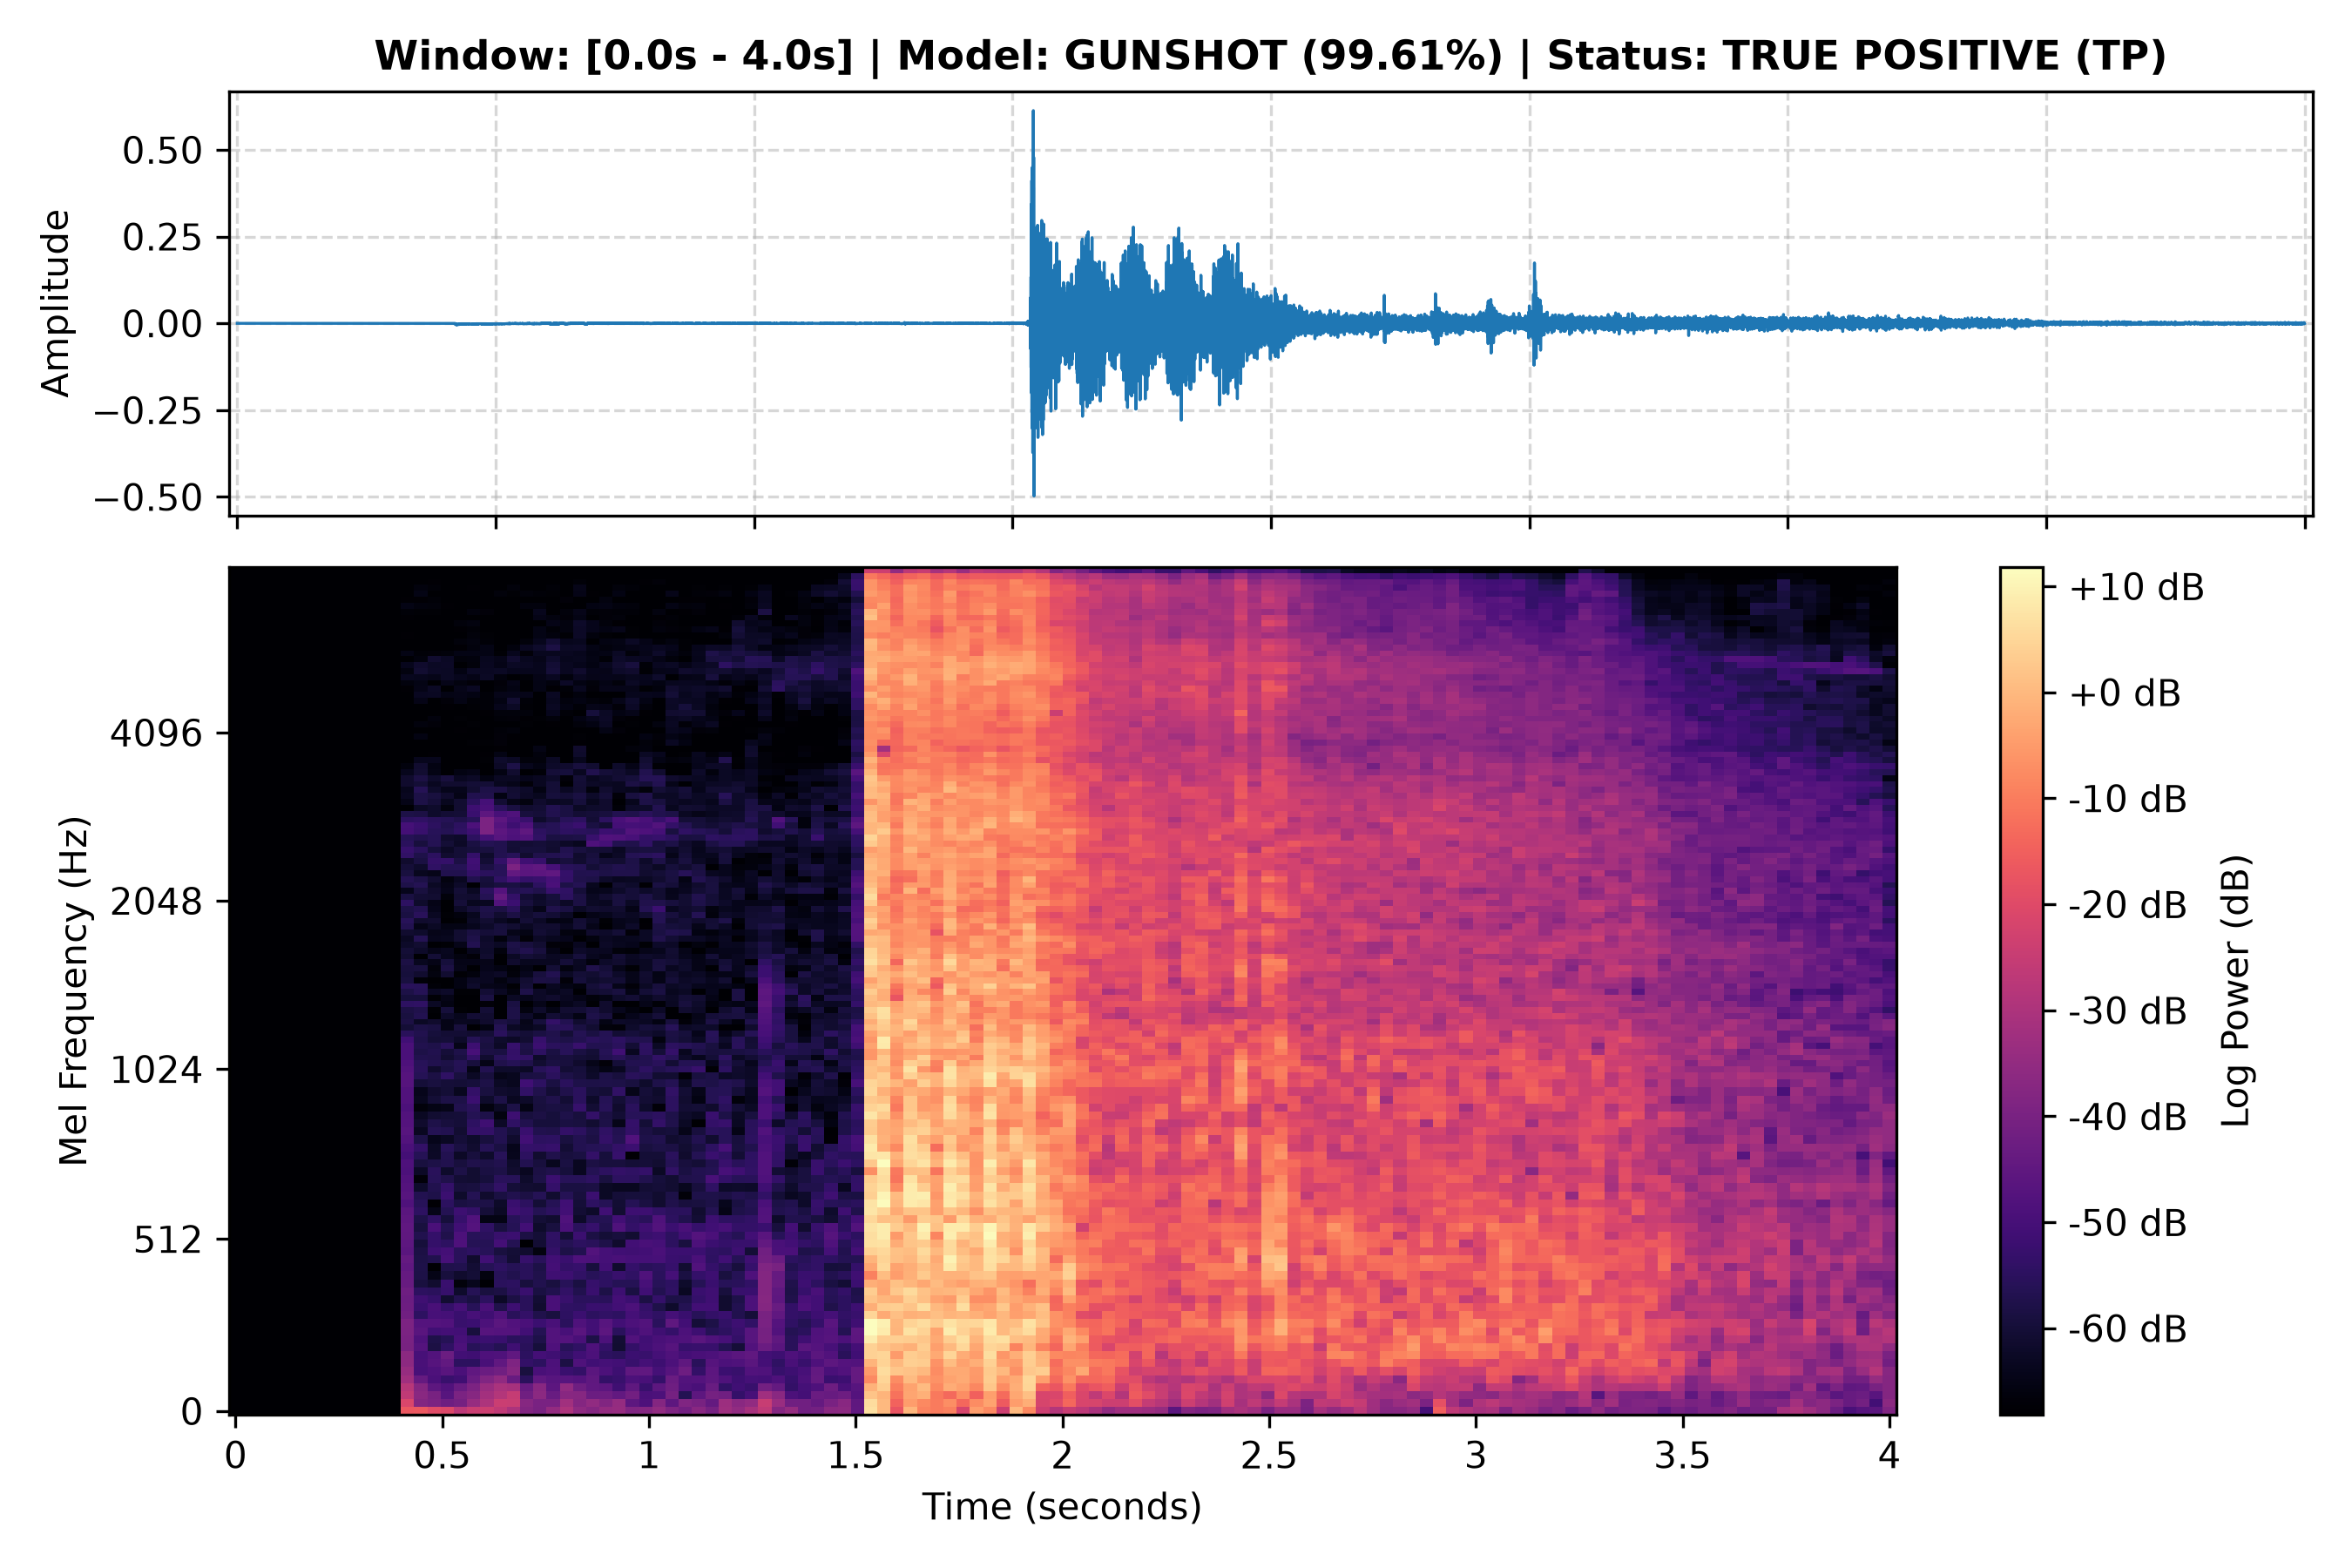 Window: [0.0s - 4.0s] | Model: GUNSHOT (99.61%) | Status: TRUE POSITIVE (TP)
Amplitude
0.50
0.25
0.00
−0.25
−0.50
Mel Frequency (Hz)
4096
2048
1024
512
0
0 0.5 1 1.5 2 2.5 3 3.5 4
Time (seconds)
+10 dB
+0 dB
-10 dB
-20 dB
-30 dB
-40 dB
-50 dB
-60 dB
Log Power (dB)